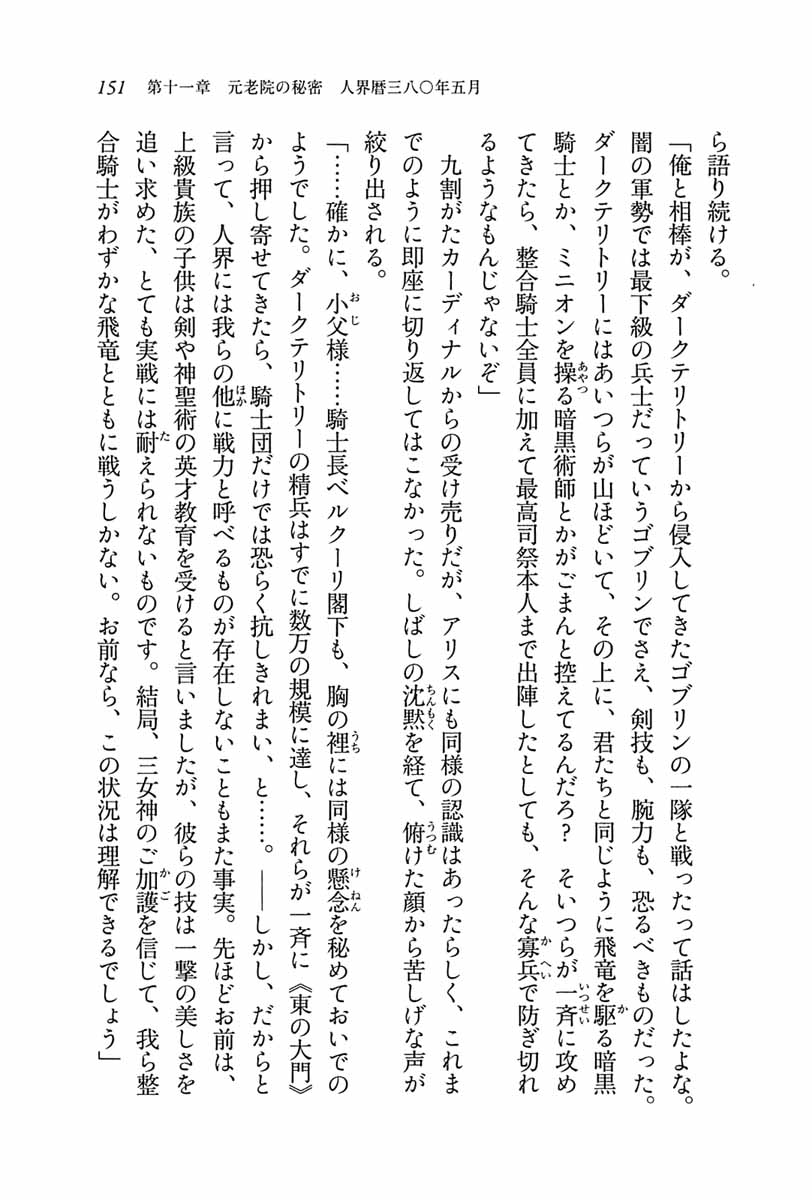 151 第十一章 元老院の秘密 人界暦三八〇年五月
ら語り続ける。
「俺と相棒が、ダークテリトリーから侵入してきたゴブリンの一隊と戦ったって話はしたよな。
闇の軍勢では最下級の兵士だっていうゴブリンでさえ、剣技も、腕力も、恐るべきものだった。
ダークテリトリーにはあいつらが山ほどいて、その上に、君たちと同じように飛竜を駆る暗黒
騎士とか、ミニオンを操る暗黒術師とかがごまんと控えてるんだろ？ そいつらが一斉に攻め
てきたら、整合騎士全員に加えて最高司祭本人まで出陣したとしても、そんな寡兵で防ぎ切れ
るようなもんじゃないぞ」
九割がたカーディナルからの受け売りだが、アリスにも同様の認識はあったらしく、これま
でのように即座に切り返してはこなかった。しばしの沈黙を経て、俯けた顔から苦しげな声が
絞り出される。
「……確かに、小父様……騎士長ベルクーリ閣下も、胸の裡には同様の懸念を秘めておいでの
ようでした。ダークテリトリーの精兵はすでに数万の規模に達し、それらが一斉に《東の大門》
から押し寄せてきたら、騎士団だけでは恐らく抗しきれまい、と……。――しかし、だからと
言って、人界には我らの他に戦力と呼べるものが存在しないこともまた事実。先ほどお前は、
上級貴族の子供は剣や神聖術の英才教育を受けると言いましたが、彼らの技は一撃の美しさを
追い求めた、とても実戦には耐えられないものです。結局、三女神のご加護を信じて、我ら整
合騎士がわずかな飛竜とともに戦うしかない。お前なら、この状況は理解できるでしょう」